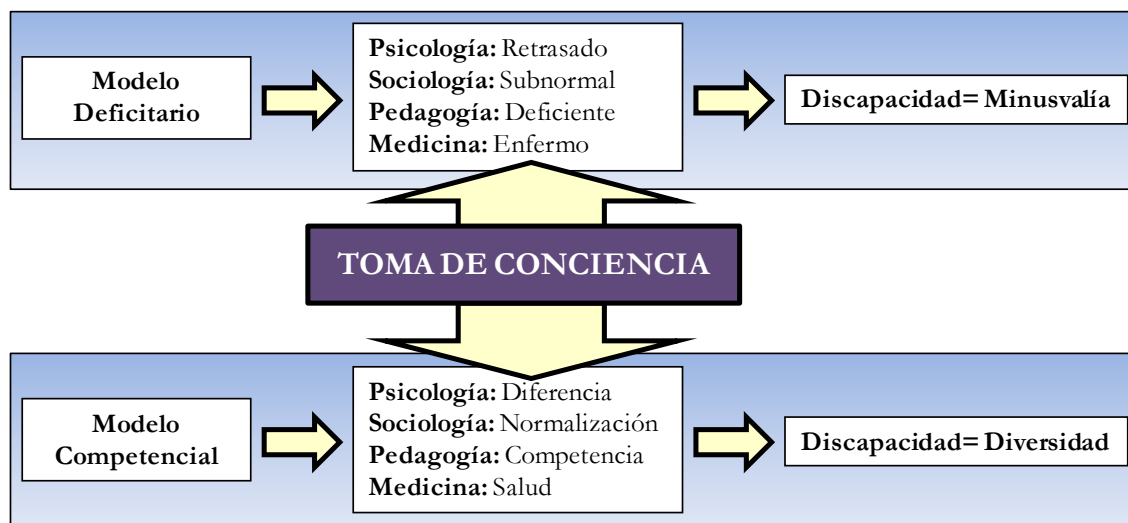 Modelo
Deficitario
Psicología: Retrasado
Sociología: Subnormal
Pedagogía: Deficiente
Medicina: Enfermo
Discapacidad= Minusvalía
TOMA DE CONCIENCIA
Modelo
Competencial
Psicología: Diferencia
Sociología: Normalización
Pedagogía: Competencia
Medicina: Salud
Discapacidad= Diversidad